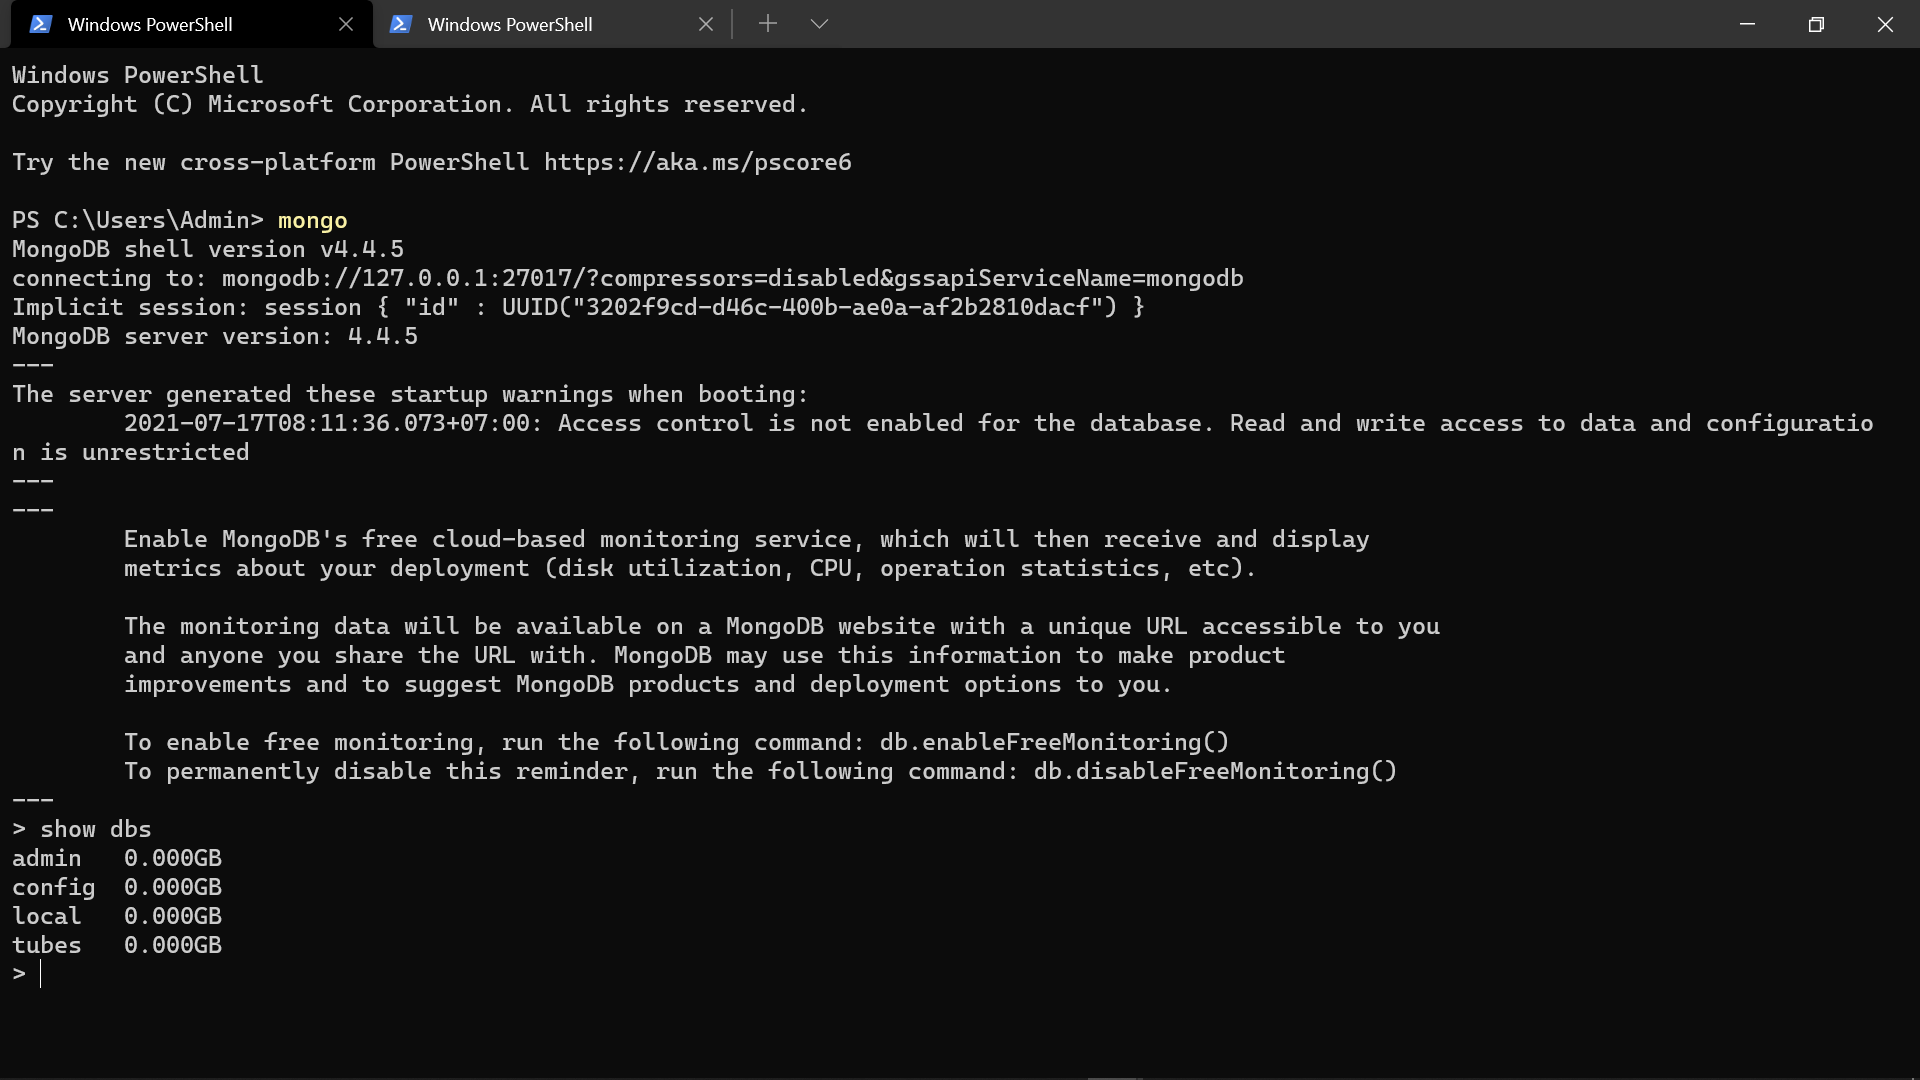 Windows PowerShell
Windows PowerShell
Windows PowerShell
Copyright (C) Microsoft Corporation. All rights reserved.
Try the new cross-platform PowerShell https://aka.ms/pscore6
PS C:\Users\Admin> mongo
MongoDB shell version v4.4.5
connecting to: mongodb://127.0.0.1:27017/?compressors=disabled&gssapiServiceName=mongodb
Implicit session: session { "id" : UUID("3202f9cd-d46c-400b-ae0a-af2b2810dacf") }
MongoDB server version: 4.4.5
---
The server generated these startup warnings when booting:
        2021-07-17T08:11:36.073+07:00: Access control is not enabled for the database. Read and write access to data and configuratio
n is unrestricted
---
---
        Enable MongoDB's free cloud-based monitoring service, which will then receive and display
        metrics about your deployment (disk utilization, CPU, operation statistics, etc).
        The monitoring data will be available on a MongoDB website with a unique URL accessible to you
        and anyone you share the URL with. MongoDB may use this information to make product
        improvements and to suggest MongoDB products and deployment options to you.
        To enable free monitoring, run the following command: db.enableFreeMonitoring()
        To permanently disable this reminder, run the following command: db.disableFreeMonitoring()
---
> show dbs
admin   0.000GB
config  0.000GB
local   0.000GB
tubes   0.000GB
>